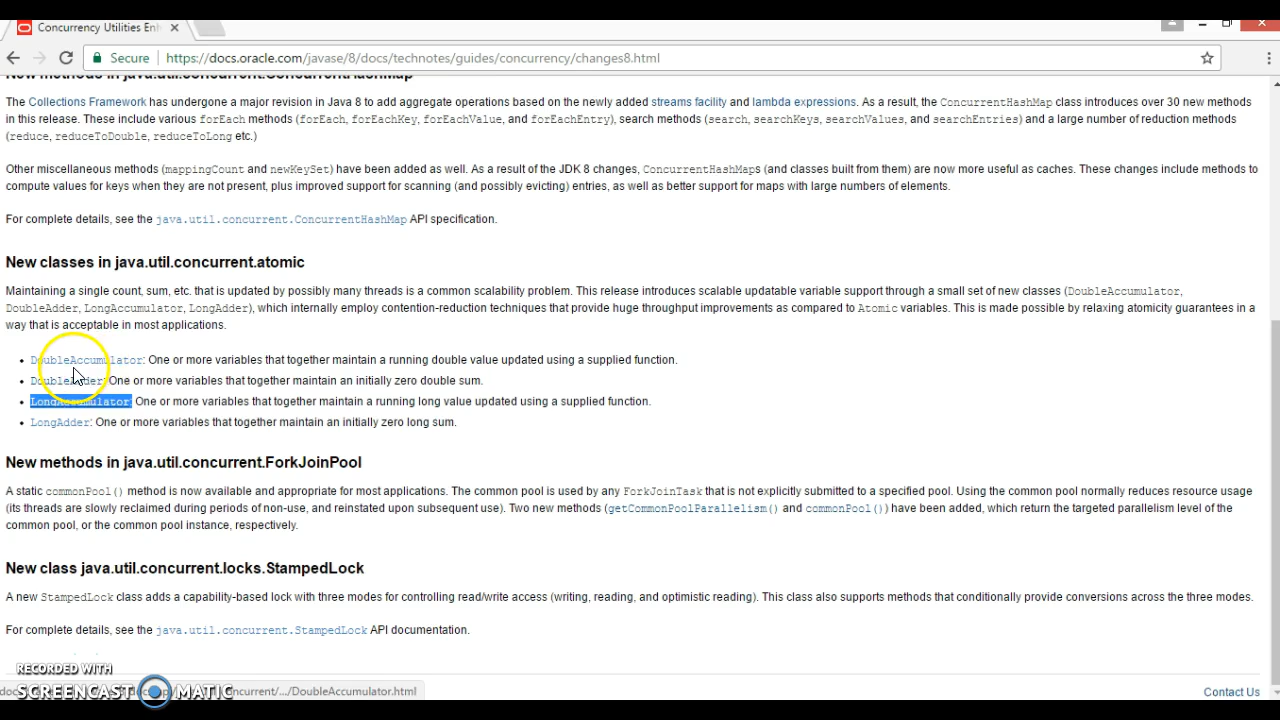 Concurrency Utilities Enh
Secure https://docs.oracle.com/javase/8/docs/technotes/guides/concurrency/changes8.html
New methods in java.util.concurrent.ConcurrentHashMap
The Collections Framework has undergone a major revision in Java 8 to add aggregate operations based on the newly added streams facility and lambda expressions. As a result, the ConcurrentHashMap class introduces over 30 new methods
in this release. These include various forEach methods (forEach, forEachKey, forEachValue, and forEachEntry), search methods (search, searchKeys, searchValues, and searchEntries) and a large number of reduction methods
(reduce, reduceToDouble, reduceToLong etc.)
Other miscellaneous methods (mappingCount and newKeySet) have been added as well. As a result of the JDK 8 changes, ConcurrentHashMaps (and classes built from them) are now more useful as caches. These changes include methods to
compute values for keys when they are not present, plus improved support for scanning (and possibly evicting) entries, as well as better support for maps with large numbers of elements.
For complete details, see the java.util.concurrent.ConcurrentHashMap API specification.
New classes in java.util.concurrent.atomic
Maintaining a single count, sum, etc. that is updated by possibly many threads is a common scalability problem. This release introduces scalable updatable variable support through a small set of new classes (DoubleAccumulator,
DoubleAdder, LongAccumulator, LongAdder), which internally employ contention-reduction techniques that provide huge throughput improvements as compared to Atomic variables. This is made possible by relaxing atomicity guarantees in a
way that is acceptable in most applications.
• DoubleAccumulator: One or more variables that together maintain a running double value updated using a supplied function.
• DoubleAdder: One or more variables that together maintain an initially zero double sum.
• LongAccumulator: One or more variables that together maintain a running long value updated using a supplied function.
• LongAdder: One or more variables that together maintain an initially zero long sum.
New methods in java.util.concurrent.ForkJoinPool
A static commonPool() method is now available and appropriate for most applications. The common pool is used by any ForkJoinTask that is not explicitly submitted to a specified pool. Using the common pool normally reduces resource usage
(its threads are slowly reclaimed during periods of non-use, and reinstated upon subsequent use). Two new methods (getCommonPoolParallelism() and commonPool()) have been added, which return the targeted parallelism level of the
common pool, or the common pool instance, respectively.
New class java.util.concurrent.locks.StampedLock
A new StampedLock class adds a capability-based lock with three modes for controlling read/write access (writing, reading, and optimistic reading). This class also supports methods that conditionally provide conversions across the three modes.
For complete details, see the java.util.concurrent.StampedLock API documentation.
RECORDED WITH
SCREENCAST MATIC
concurrent/.../DoubleAccumulator.html
Contact Us